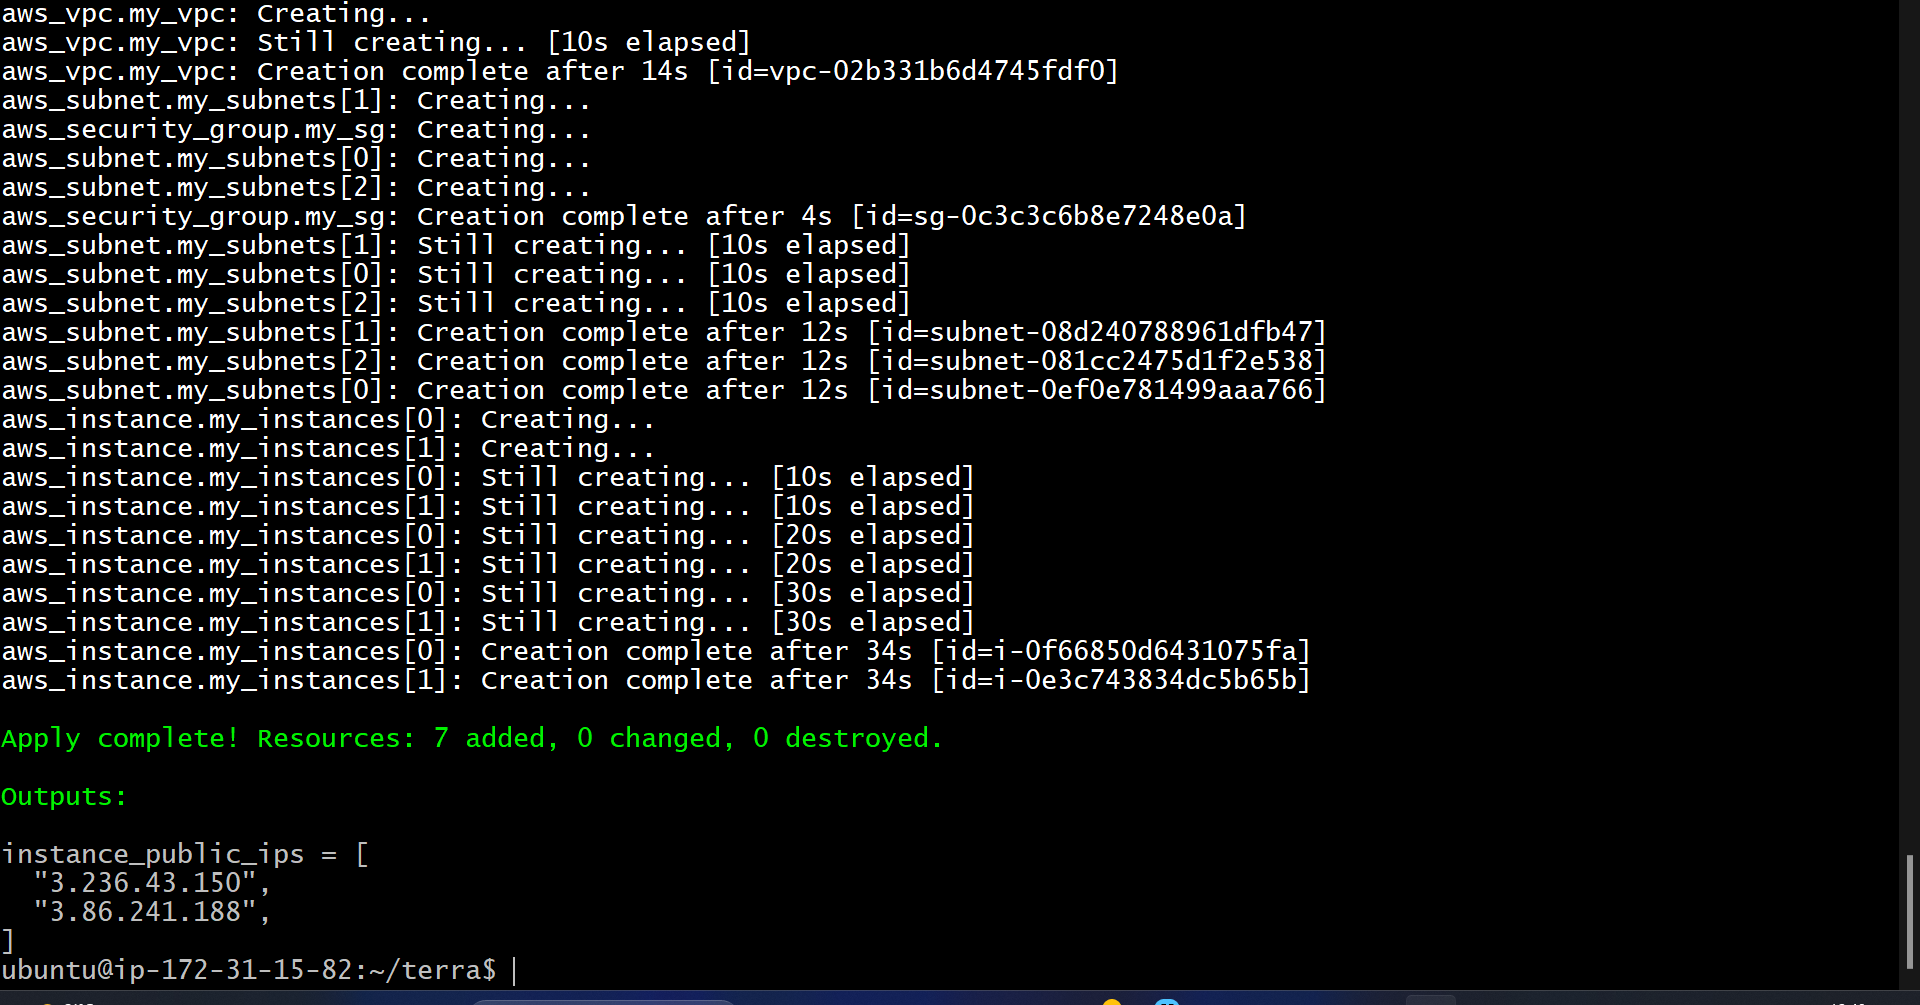 aws_vpc.my_vpc: Creating...
aws_vpc.my_vpc: Still creating... [10s elapsed]
aws_vpc.my_vpc: Creation complete after 14s [id=vpc-02b331b6d4745fdf0]
aws_subnet.my_subnets[1]: Creating...
aws_security_group.my_sg: Creating...
aws_subnet.my_subnets[0]: Creating...
aws_subnet.my_subnets[2]: Creating...
aws_security_group.my_sg: Creation complete after 4s [id=sg-0c3c3c6b8e7248e0a]
aws_subnet.my_subnets[1]: Still creating... [10s elapsed]
aws_subnet.my_subnets[0]: Still creating... [10s elapsed]
aws_subnet.my_subnets[2]: Still creating... [10s elapsed]
aws_subnet.my_subnets[1]: Creation complete after 12s [id=subnet-08d240788961dfb47]
aws_subnet.my_subnets[2]: Creation complete after 12s [id=subnet-081cc2475d1f2e538]
aws_subnet.my_subnets[0]: Creation complete after 12s [id=subnet-0ef0e781499aaa766]
aws_instance.my_instances[0]: Creating...
aws_instance.my_instances[1]: Creating...
aws_instance.my_instances[0]: Still creating... [10s elapsed]
aws_instance.my_instances[1]: Still creating... [10s elapsed]
aws_instance.my_instances[0]: Still creating... [20s elapsed]
aws_instance.my_instances[1]: Still creating... [20s elapsed]
aws_instance.my_instances[0]: Still creating... [30s elapsed]
aws_instance.my_instances[1]: Still creating... [30s elapsed]
aws_instance.my_instances[0]: Creation complete after 34s [id=i-0f66850d6431075fa]
aws_instance.my_instances[1]: Creation complete after 34s [id=i-0e3c743834dc5b65b]
Apply complete! Resources: 7 added, 0 changed, 0 destroyed.
Outputs:
instance_public_ips = [
  "3.236.43.150",
  "3.86.241.188",
]
ubuntu@ip-172-31-15-82:~/terra$